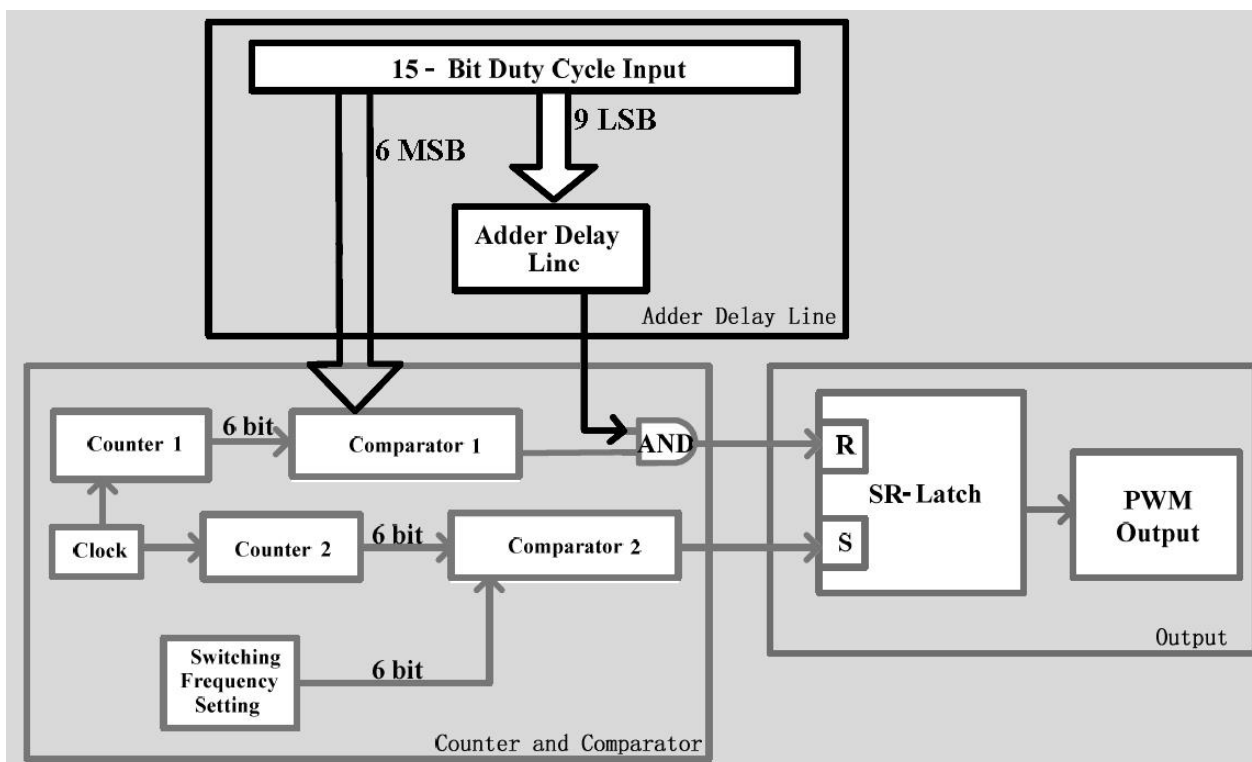 15 - Bit Duty Cycle Input
9 LSB
6 MSB
Adder Delay
Line
Adder Delay Line
6 bit
Counter 1
Comparator 1
AND
R
SR-Latch
PWM
Output
Clock
Counter 2
6 bit
Comparator 2
S
Switching
Frequency
Setting
6 bit
Output
Counter and Comparator